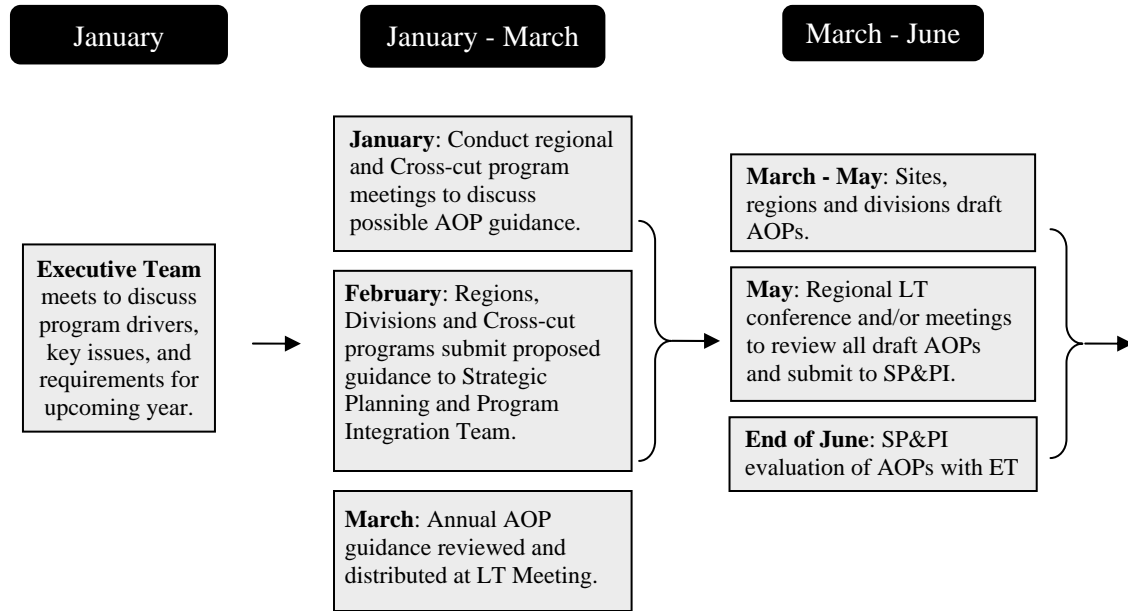 January
January - March
March - June
Executive Team
meets to discuss
program drivers,
key issues, and
requirements for
upcoming year.
January: Conduct regional
and Cross-cut program
meetings to discuss
possible AOP guidance.
February: Regions,
Divisions and Cross-cut
programs submit proposed
guidance to Strategic
Planning and Program
Integration Team.
March: Annual AOP
guidance reviewed and
distributed at LT Meeting.
March - May: Sites,
regions and divisions draft
AOPs.
May: Regional LT
conference and/or meetings
to review all draft AOPs
and submit to SP&PI.
End of June: SP&PI
evaluation of AOPs with ET